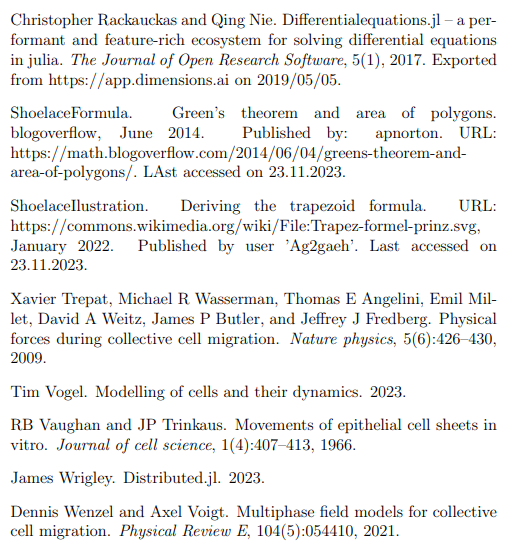 Christopher Rackauckas and Qing Nie. Differentialequations.jl – a per-
formant and feature-rich ecosystem for solving differential equations
in julia. The Journal of Open Research Software, 5(1), 2017. Exported
from https://app.dimensions.ai on 2019/05/05.
ShoelaceFormula. Green's theorem and area of polygons.
blogoverflow, June 2014. Published by: apnorton. URL:
https://math.blogoverflow.com/2014/06/04/greens-theorem-and-
area-of-polygons/. LAst accessed on 23.11.2023.
ShoelaceIlustration. Deriving the trapezoid formula. URL:
https://commons.wikimedia.org/wiki/File:Trapez-formel-prinz.svg,
January 2022. Published by user 'Ag2gaeh'. Last accessed on
23.11.2023.
Xavier Trepat, Michael R Wasserman, Thomas E Angelini, Emil Mil-
let, David A Weitz, James P Butler, and Jeffrey J Fredberg. Physical
forces during collective cell migration. Nature physics, 5(6):426–430,
2009.
Tim Vogel. Modelling of cells and their dynamics. 2023.
RB Vaughan and JP Trinkaus. Movements of epithelial cell sheets in
vitro. Journal of cell science, 1(4):407–413, 1966.
James Wrigley. Distributed.jl. 2023.
Dennis Wenzel and Axel Voigt. Multiphase field models for collective
cell migration. Physical Review E, 104(5):054410, 2021.